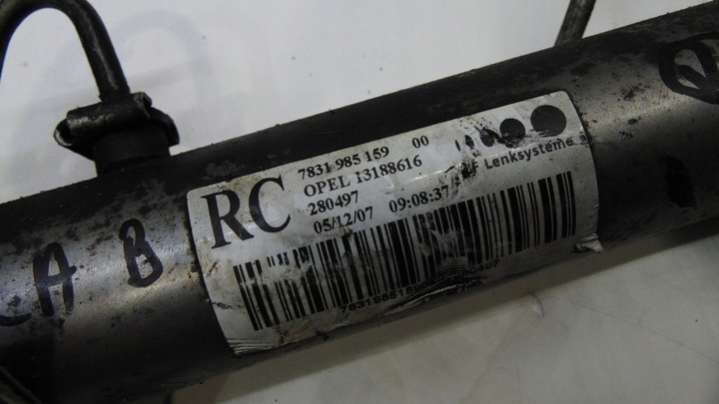 RC
7831 985 159 00
OPEL 13188616
280497
05/12/07 09:08:37
Lenksysteme
A B